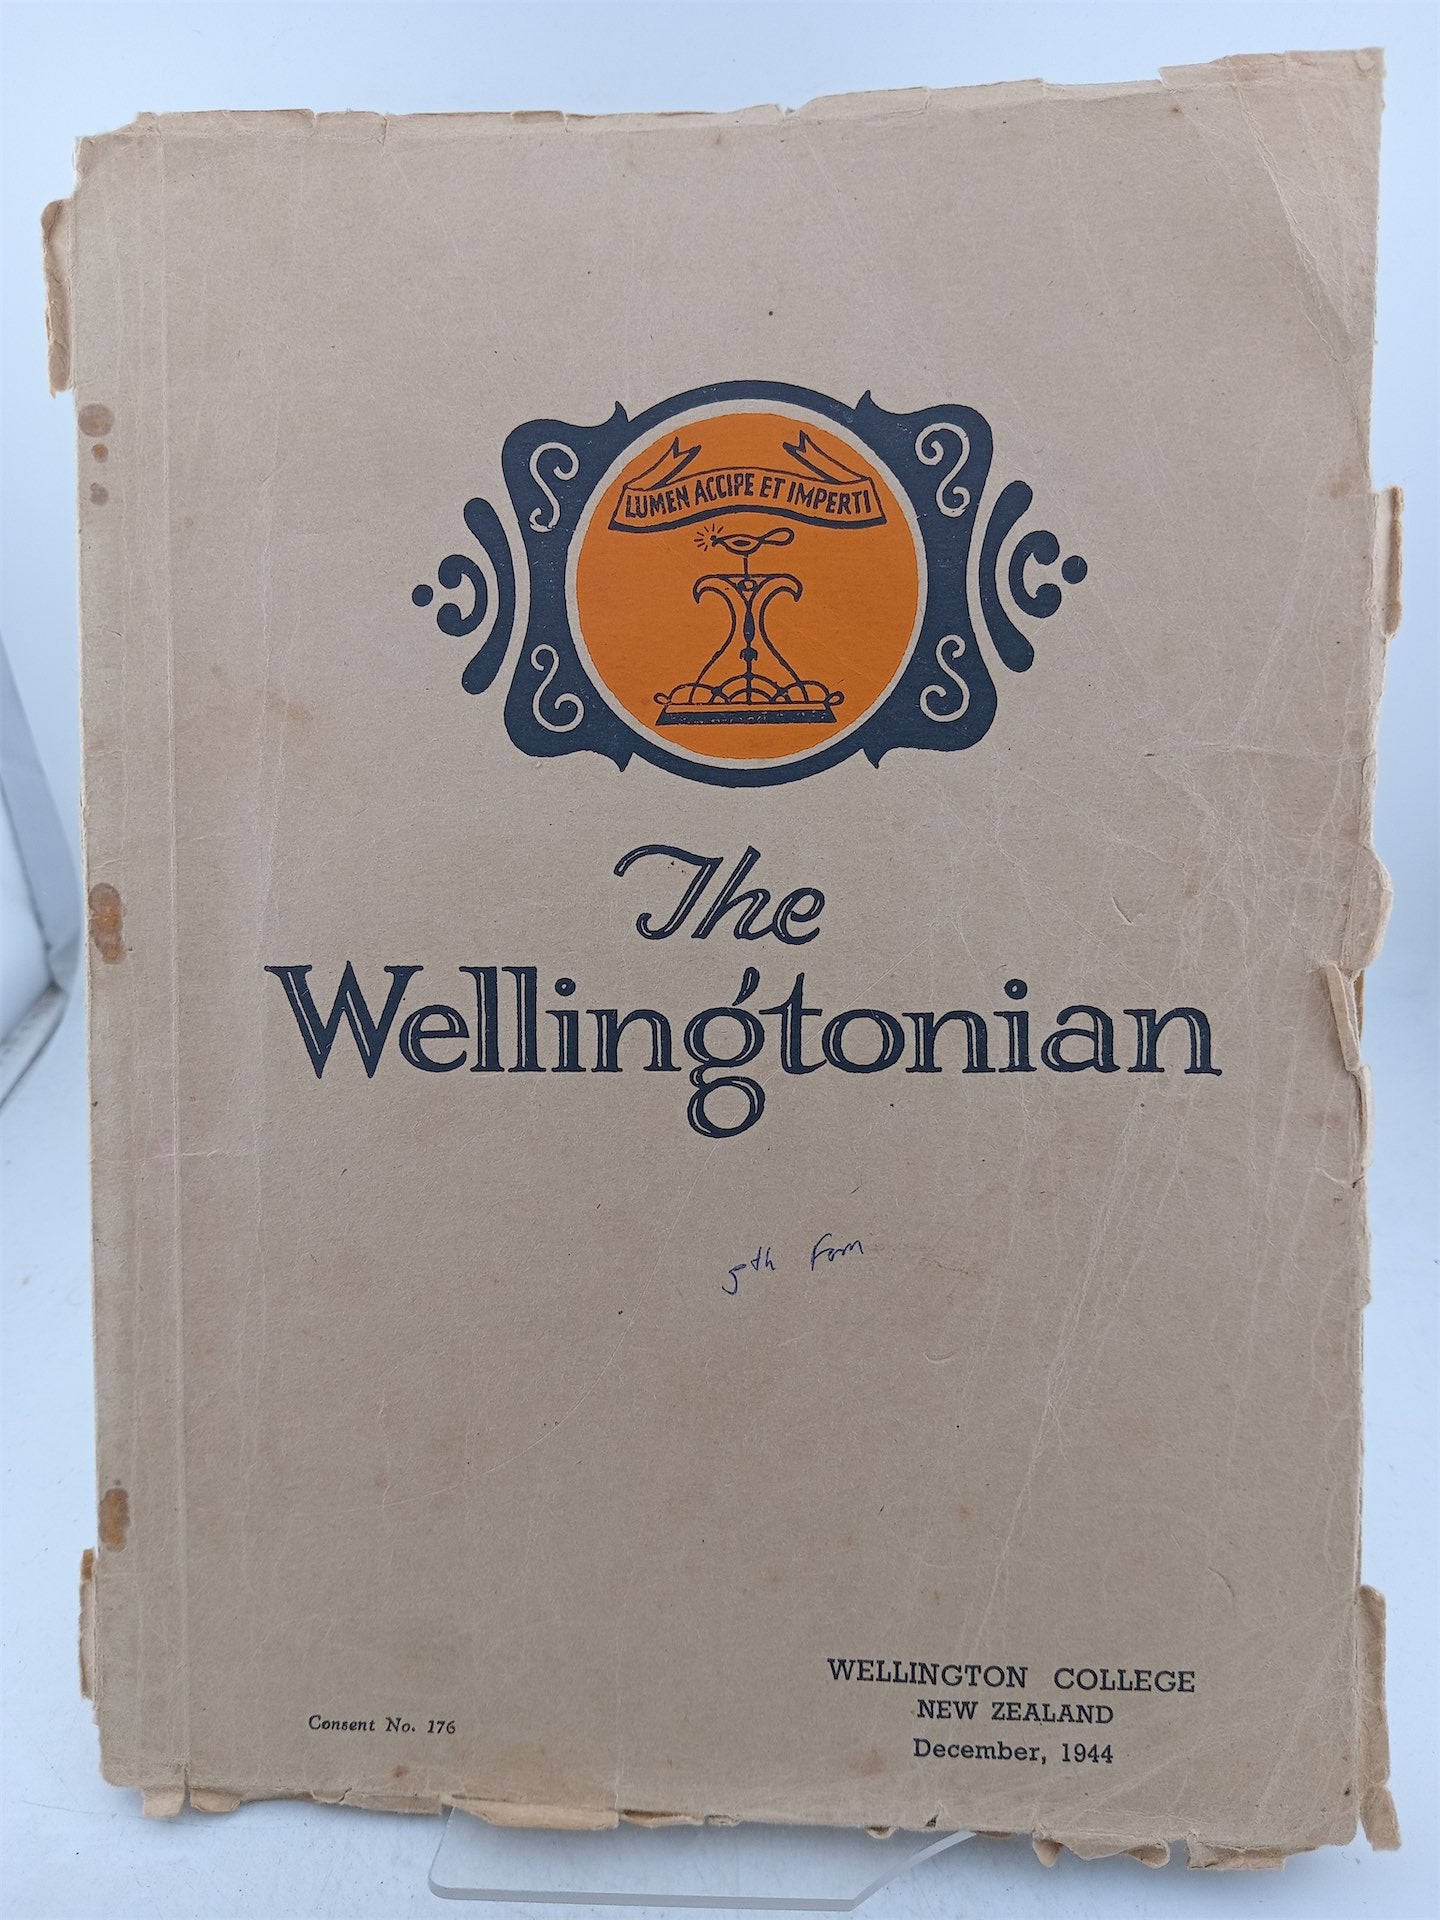 LUMEN ACCIPE ET IMPERTI
The
Wellingtonian
5th Form
WELLINGTON COLLEGE
NEW ZEALAND
Consent No. 176
December, 1944